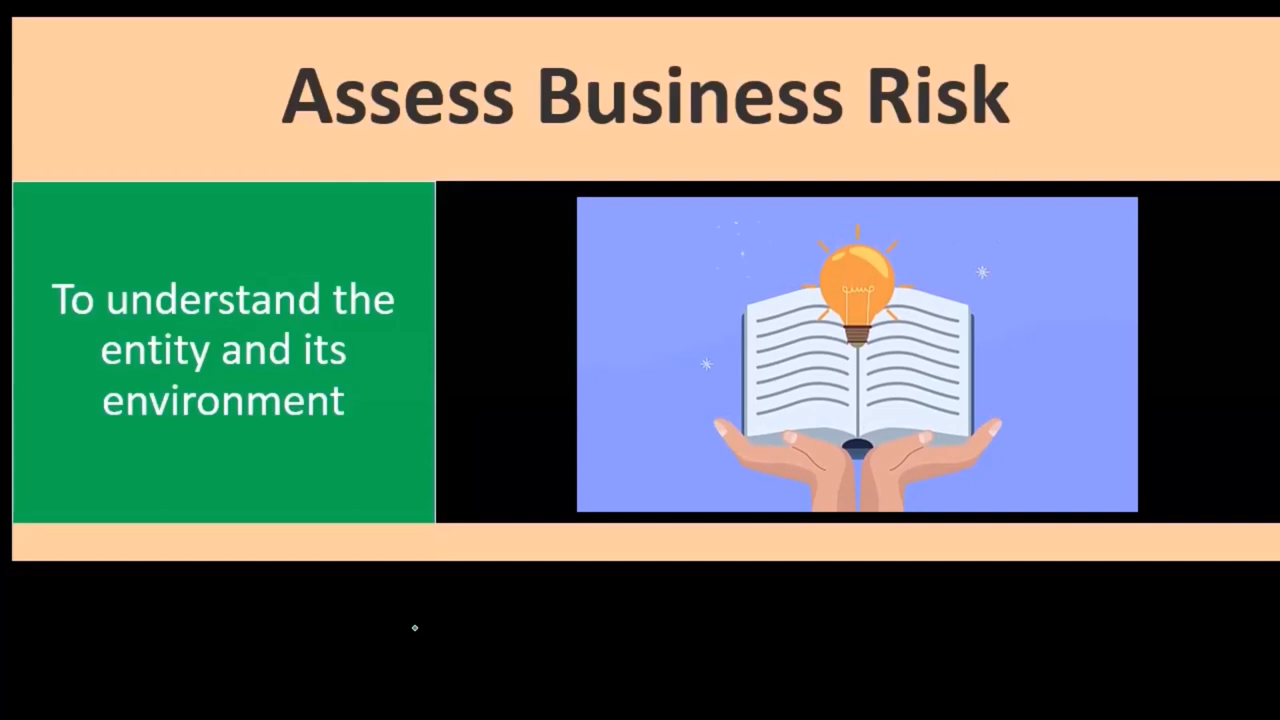 Assess Business Risk
To understand the
entity and its
environment